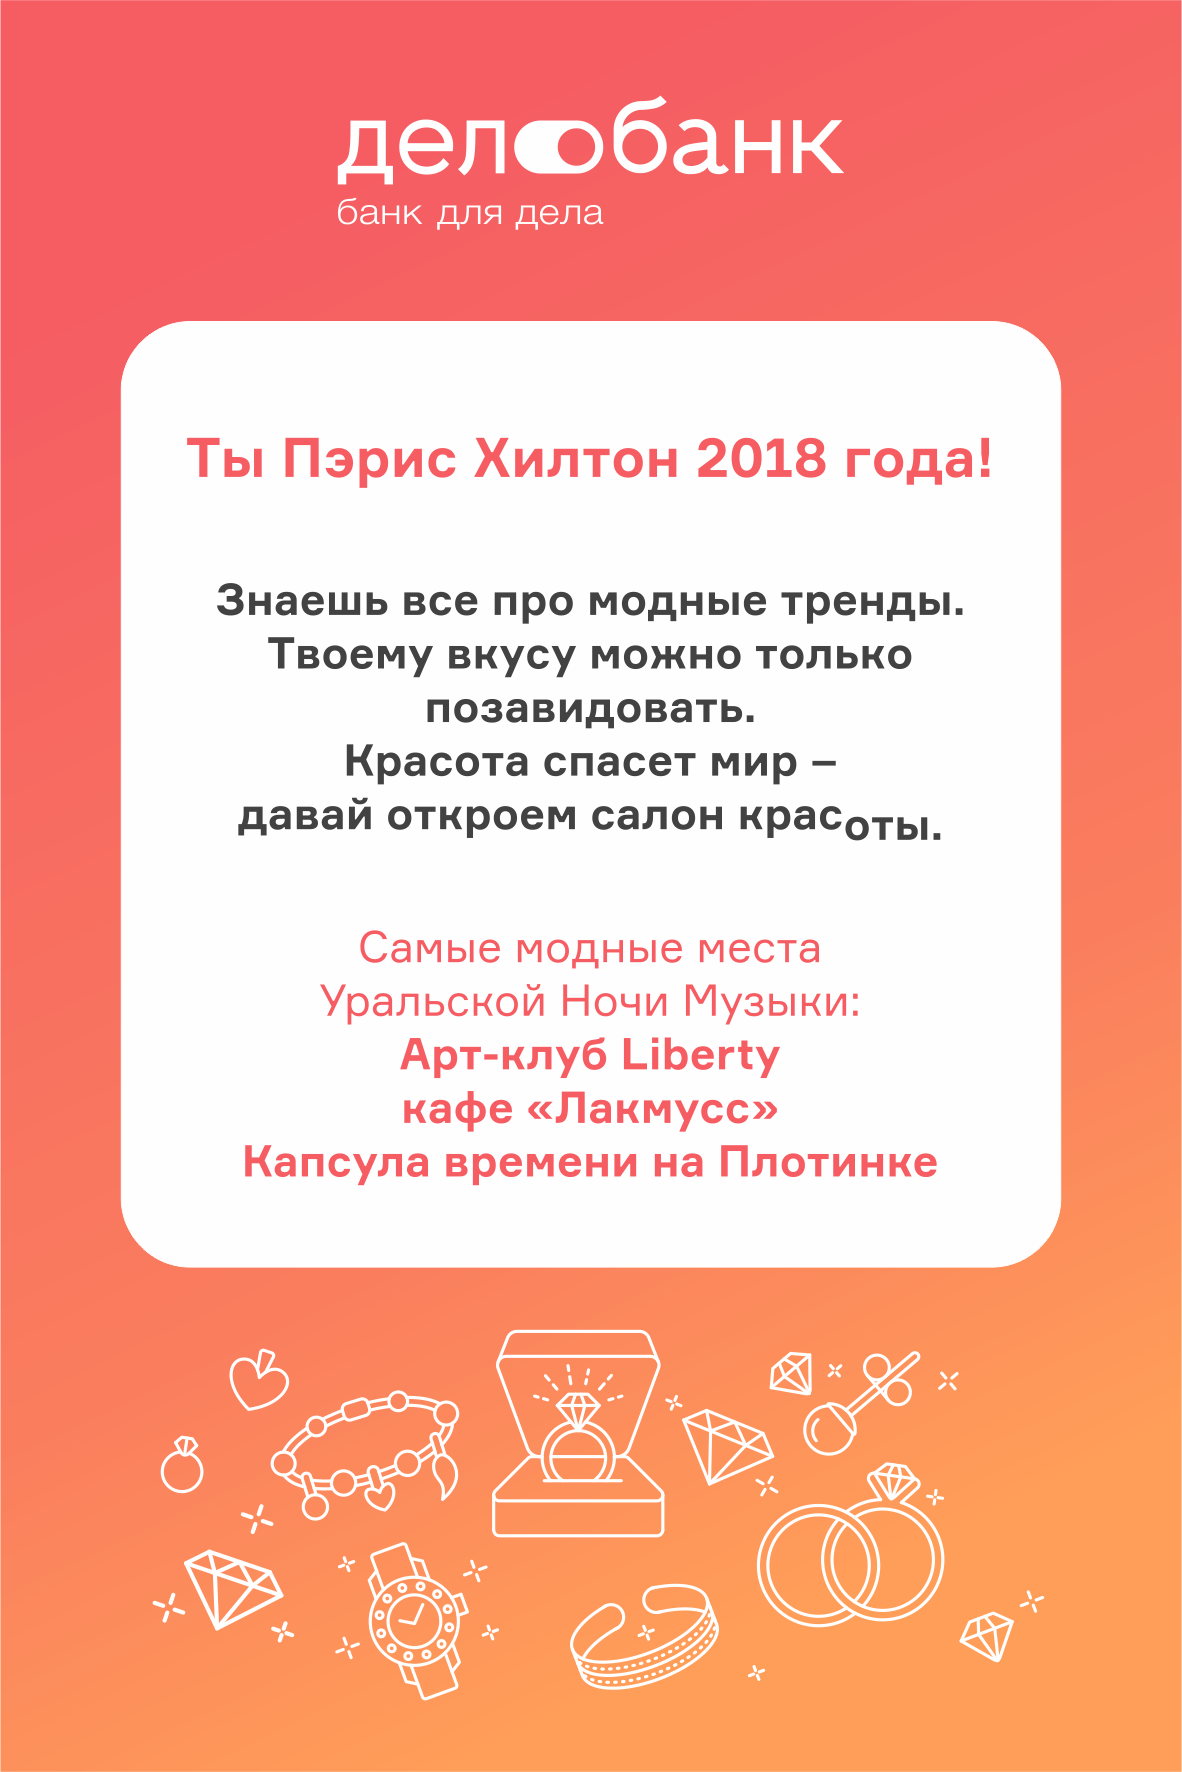 делобанк
банк для дела
Ты Пэрис Хилтон 2018 года!
Знаешь все про модные тренды.
Твоему вкусу можно только
позавидовать.
Красота спасет мир –
давай откроем салон красоты.
Самые модные места
Уральской Ночи Музыки:
Арт-клуб Liberty
кафе «Лакмусс»
Капсула времени на Плотинке